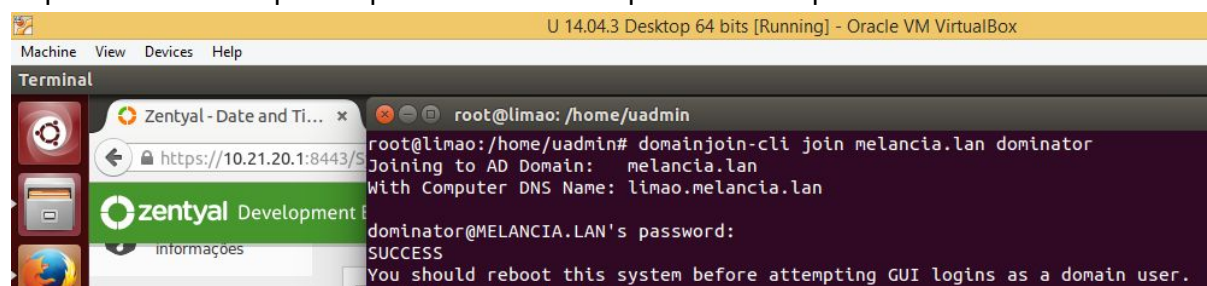 U 14.04.3 Desktop 64 bits [Running] - Oracle VM VirtualBox
Machine View Devices Help
Terminal
Zentyal - Date and Ti... ×
root@limao: /home/uadmin
https://10.21.20.1:8443/S
zentyal Development
informações
root@limao:/home/uadmin# domainjoin-cli join melancia.lan dominator
Joining to AD Domain:   melancia.lan
With Computer DNS Name: limao.melancia.lan
dominator@MELANCIA.LAN's password:
SUCCESS
You should reboot this system before attempting GUI logins as a domain user.